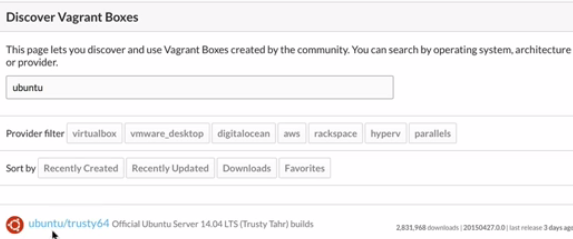 Discover Vagrant Boxes
This page lets you discover and use Vagrant Boxes created by the community. You can search by operating system, architecture
or provider.
ubuntu
Provider filter virtualbox vmware_desktop digitalocean aws rackspace hyperv parallels
Sort by Recently Created Recently Updated Downloads Favorites
ubuntu/trusty64 Official Ubuntu Server 14.04 LTS (Trusty Tahr) builds 2,831,968 downloads | 20150427.0.0 | last release 3 days ago